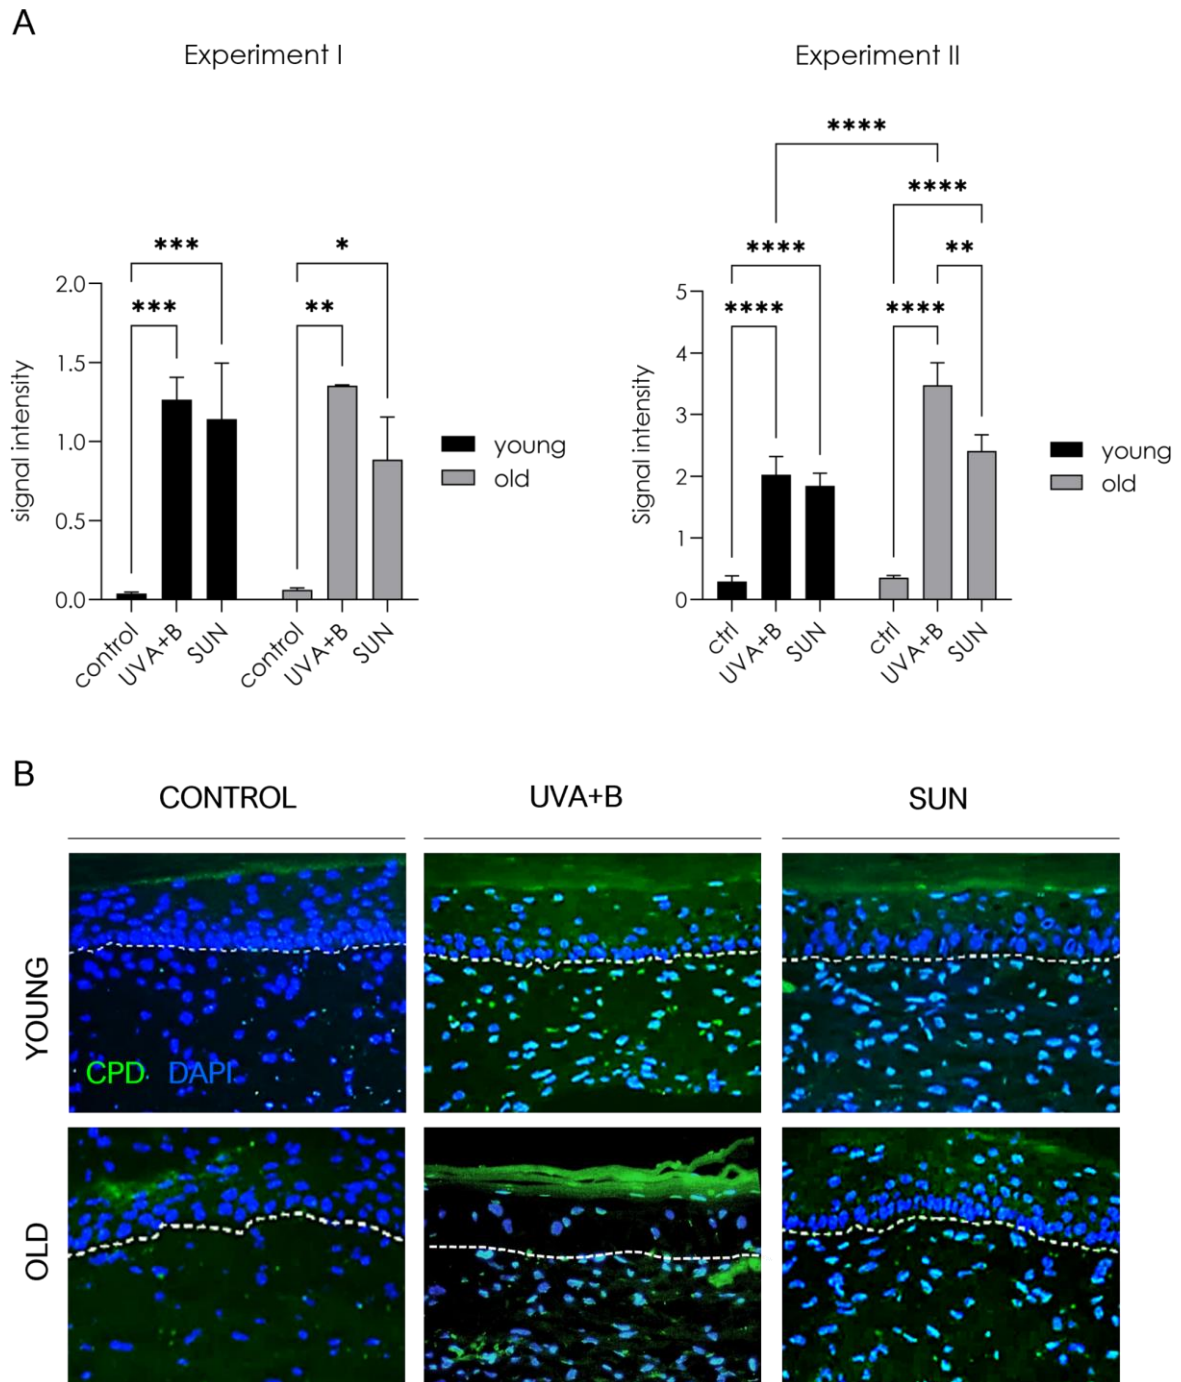 A
Experiment I
Experiment II
****
****
*** *
**** **
*** **
**** ****
2.0
1.5
1.0
0.5
0.0
signal intensity
control
UVA+B
SUN
control
UVA+B
SUN
young
old
5
4
3
2
1
0
Signal intensity
ctrl
UVA+B
SUN
ctrl
UVA+B
SUN
young
old
B
CONTROL UVA+B SUN
YOUNG
CPD DAPI
OLD